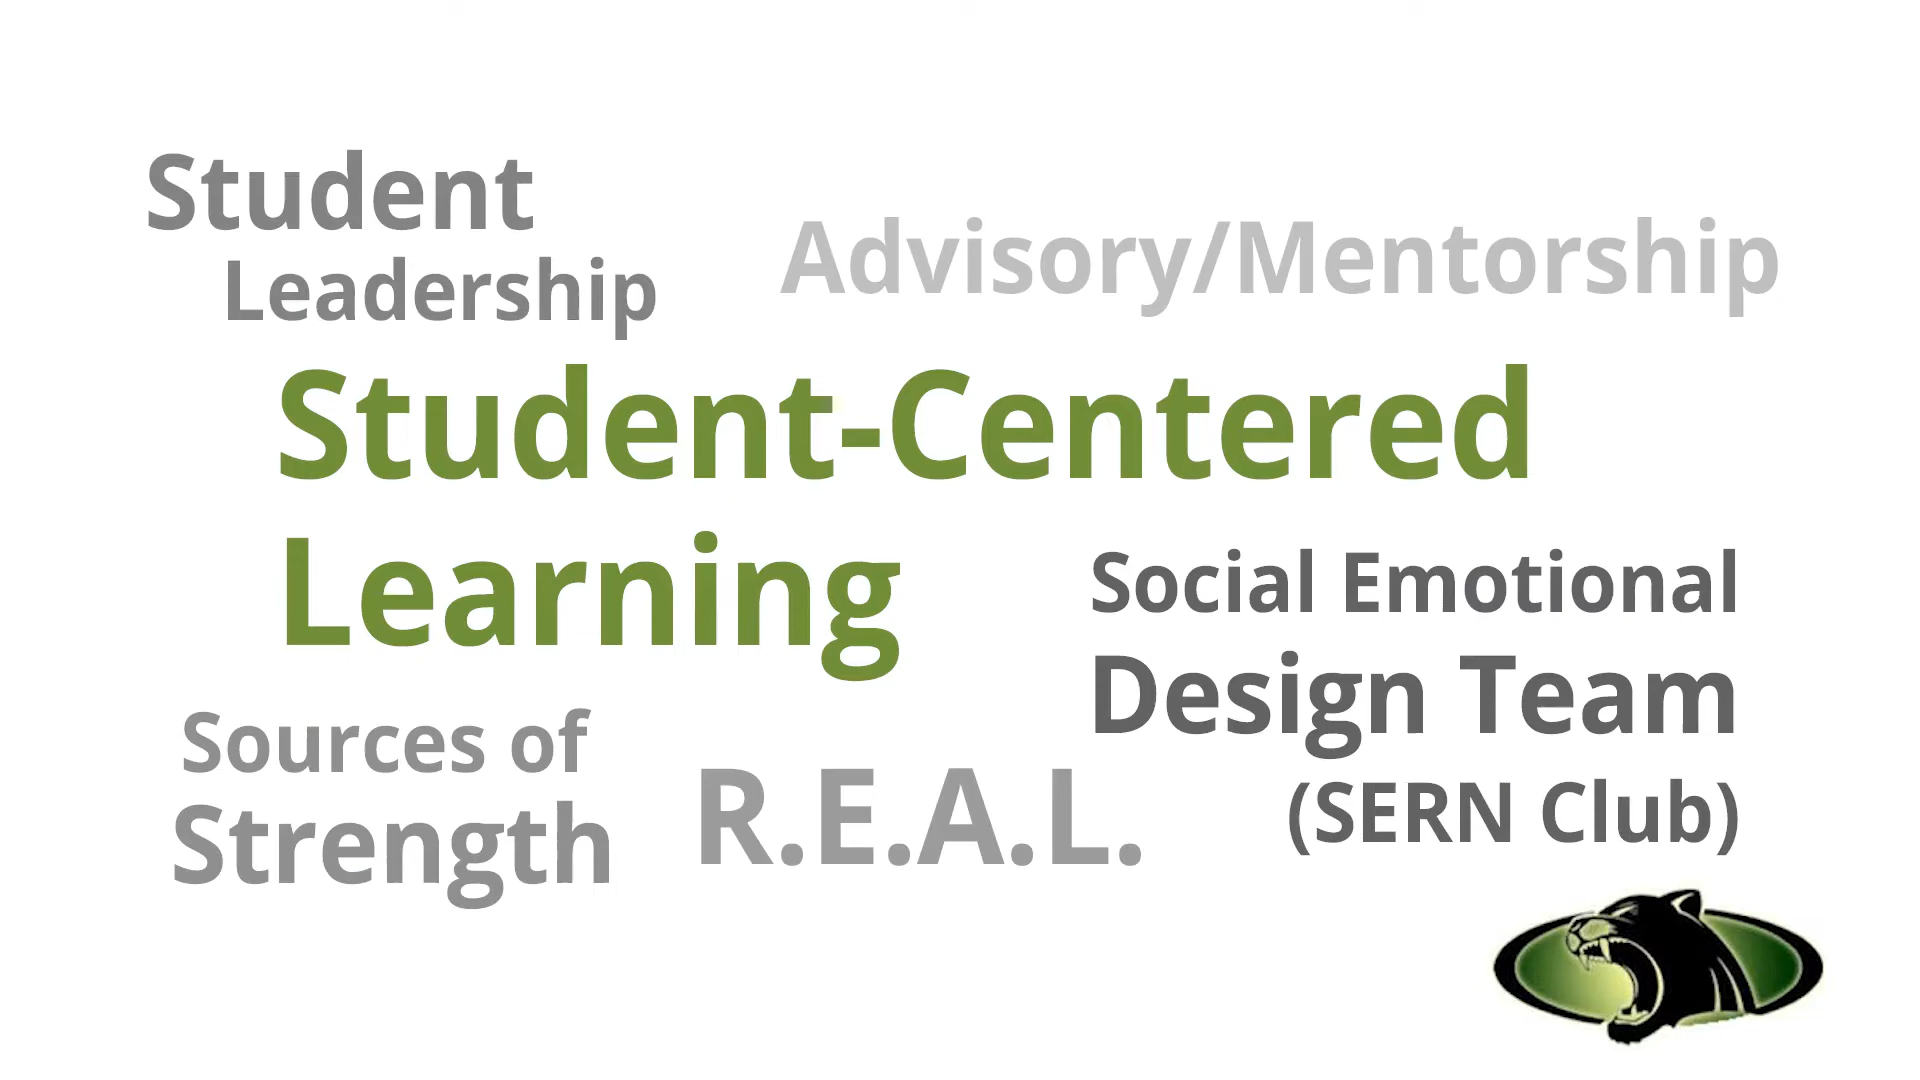 Student
Leadership
Advisory/Mentorship
Student-Centered
Learning
Social Emotional
Design Team
(SERN Club)
Sources of
Strength
R.E.A.L.